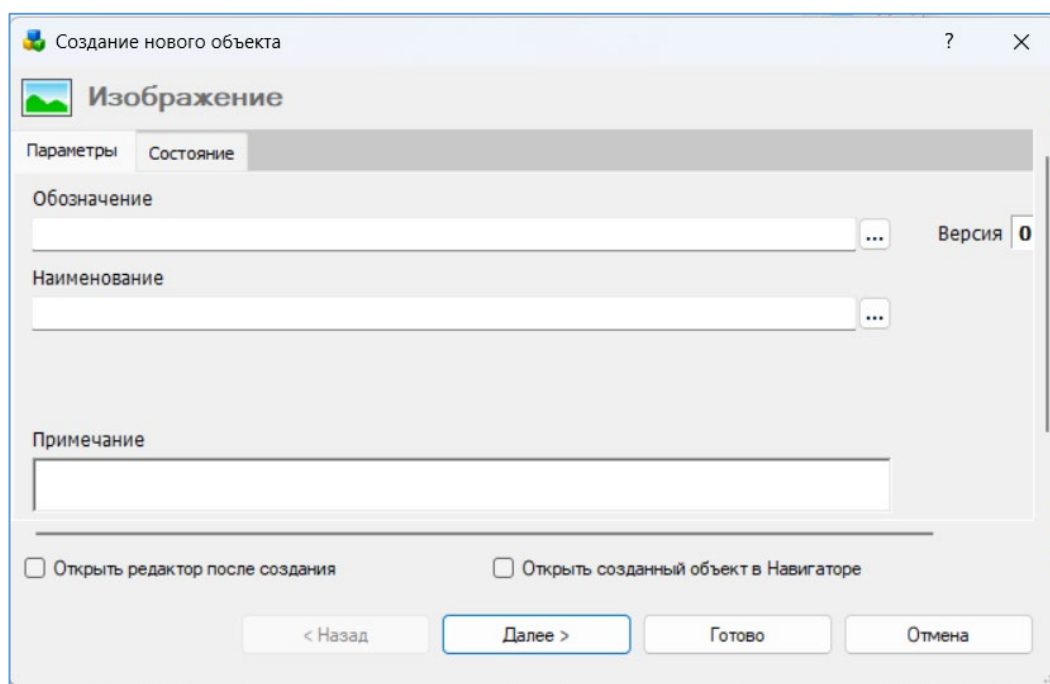 Создание нового объекта ?
Изображение
Параметры Состояние
Обозначение
... Версия 0
Наименование
...
Примечание
Открыть редактор после создания Открыть созданный объект в Навигаторе
< Назад Далее > Готово Отмена